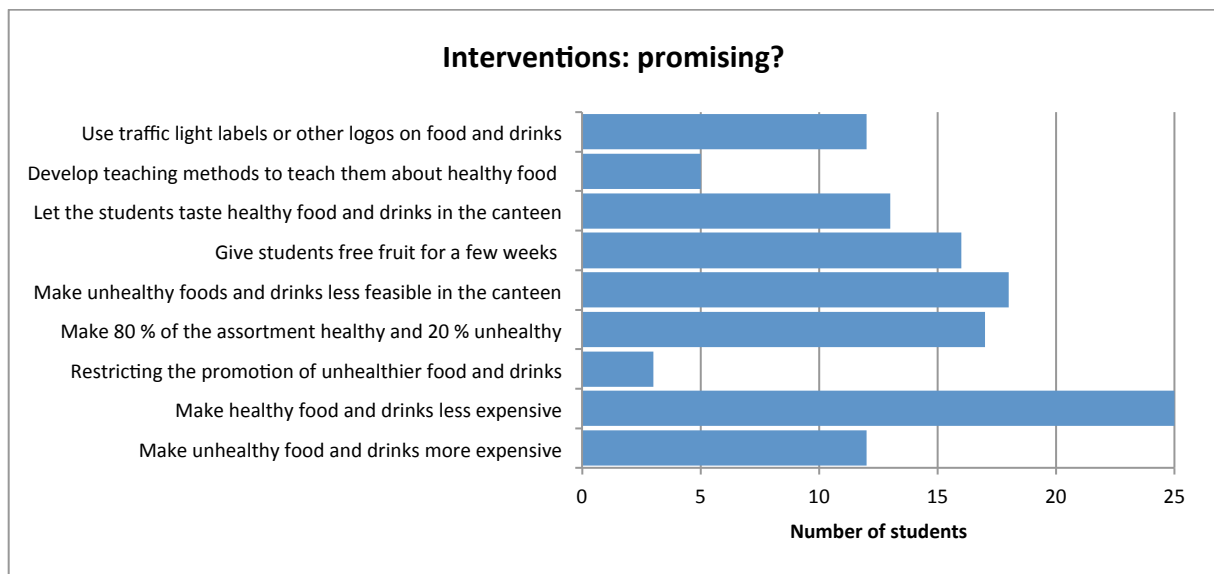 Interventions: promising?
Use traffic light labels or other logos on food and drinks
Develop teaching methods to teach them about healthy food
Let the students taste healthy food and drinks in the canteen
Give students free fruit for a few weeks
Make unhealthy foods and drinks less feasible in the canteen
Make 80 % of the assortment healthy and 20 % unhealthy
Restricting the promotion of unhealthier food and drinks
Make healthy food and drinks less expensive
Make unhealthy food and drinks more expensive
0 5 10 15 20 25
Number of students